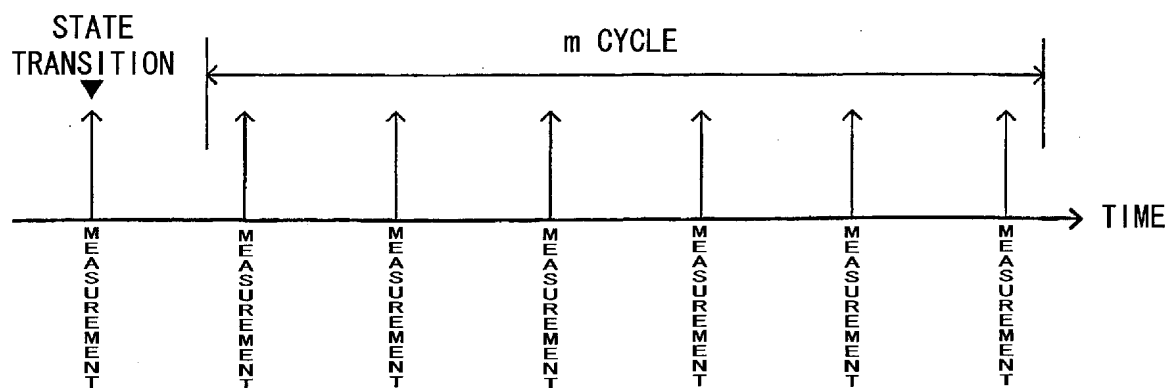 STATE
TRANSITION
m CYCLE
TIME
MEASUREMENT
MEASUREMENT
MEASUREMENT
MEASUREMENT
MEASUREMENT
MEASUREMENT
MEASUREMENT